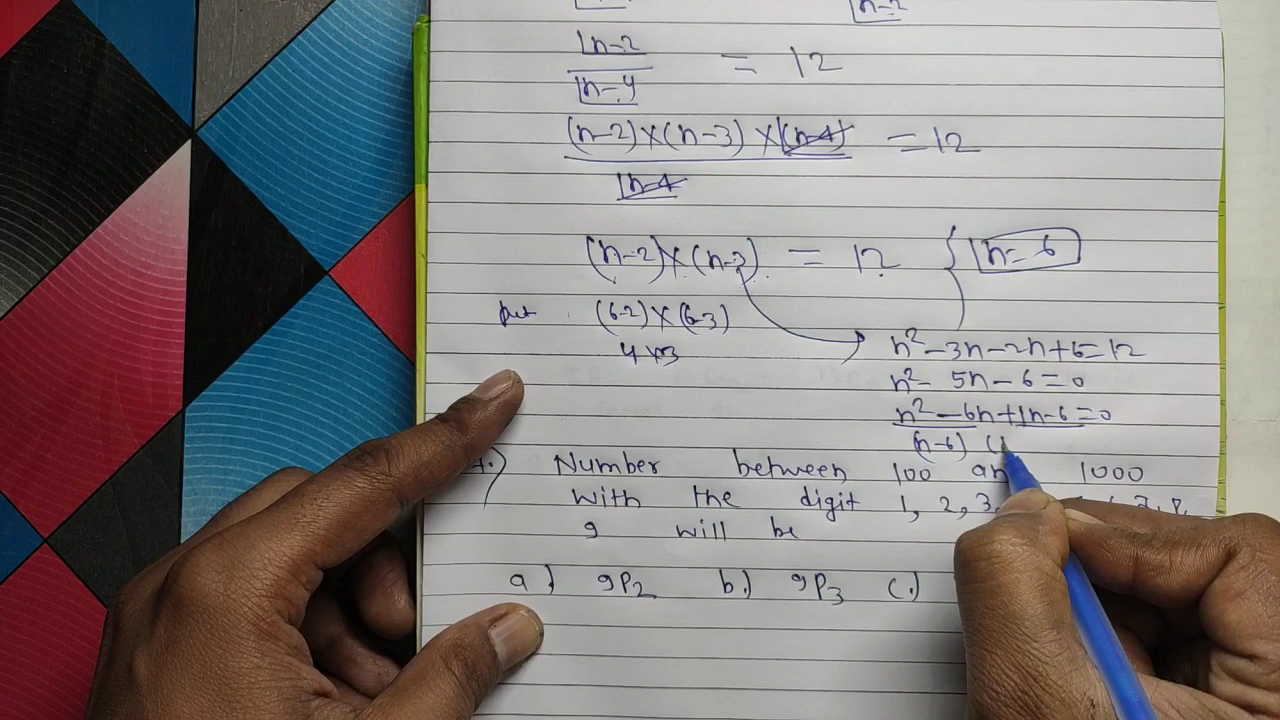 |n-2
|n-2
|n-4 = 12
(n-2)×(n-3)×|(n-4) = 12
|n-4
(n-2)×(n-3) = 12 |n=6
put (6-2)×(6-3)
4×3
n²-3n-2n+6=12
n²- 5n-6=0
n²-6n+1n-6=0
(n-6) (
Number between 100 an 1000
with the digit 1, 2, 3,
9 will be
a) 9P2 b.) 9P3 c.)